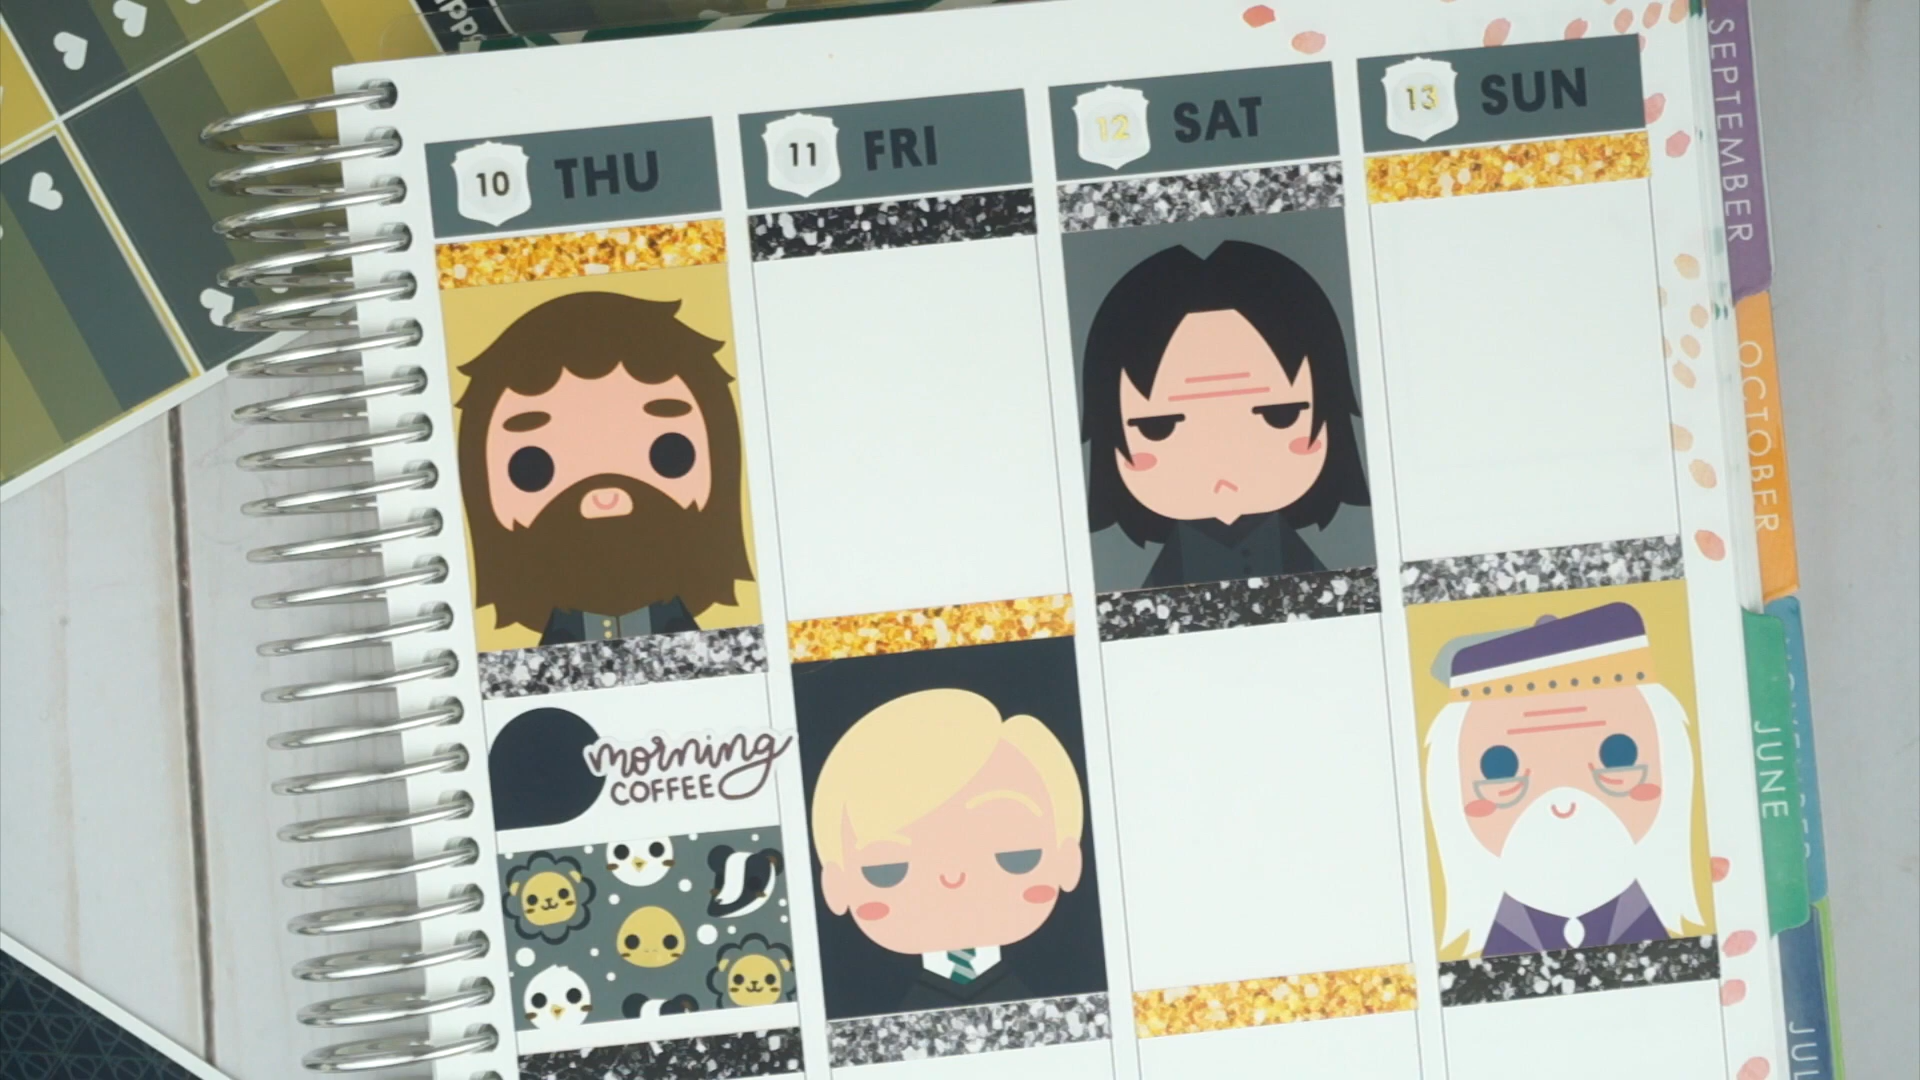 10 THU
11 FRI
12 SAT
13 SUN
morning
COFFEE
SEPTEMBER
OCTOBER
JUNE